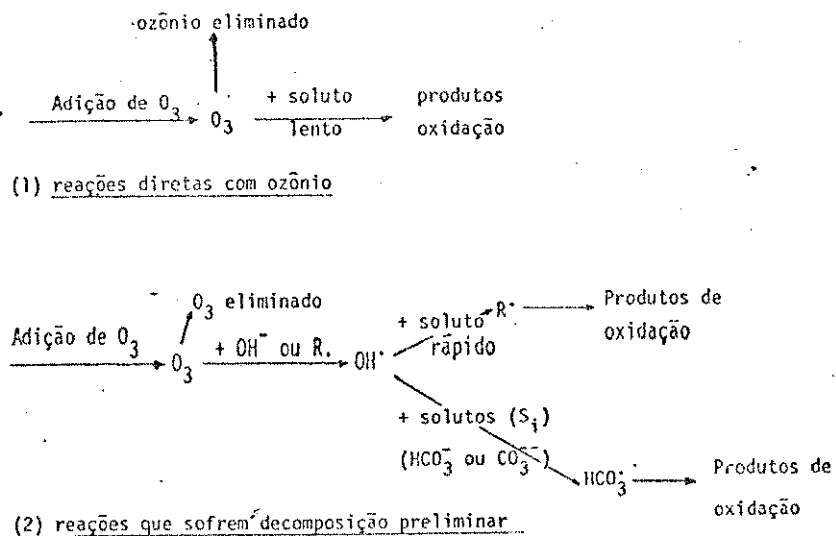 ozônio eliminado
Adição de O3 O3 + soluto lento produtos oxidação
(1) reações diretas com ozônio
O3 eliminado
Adição de O3 O3 + OH- ou R. OH· + soluto rápido R· Produtos de oxidação
+ solutos (Si)
(HCO3- ou CO3--) HCO3· Produtos de oxidação
(2) reações que sofrem decomposição preliminar